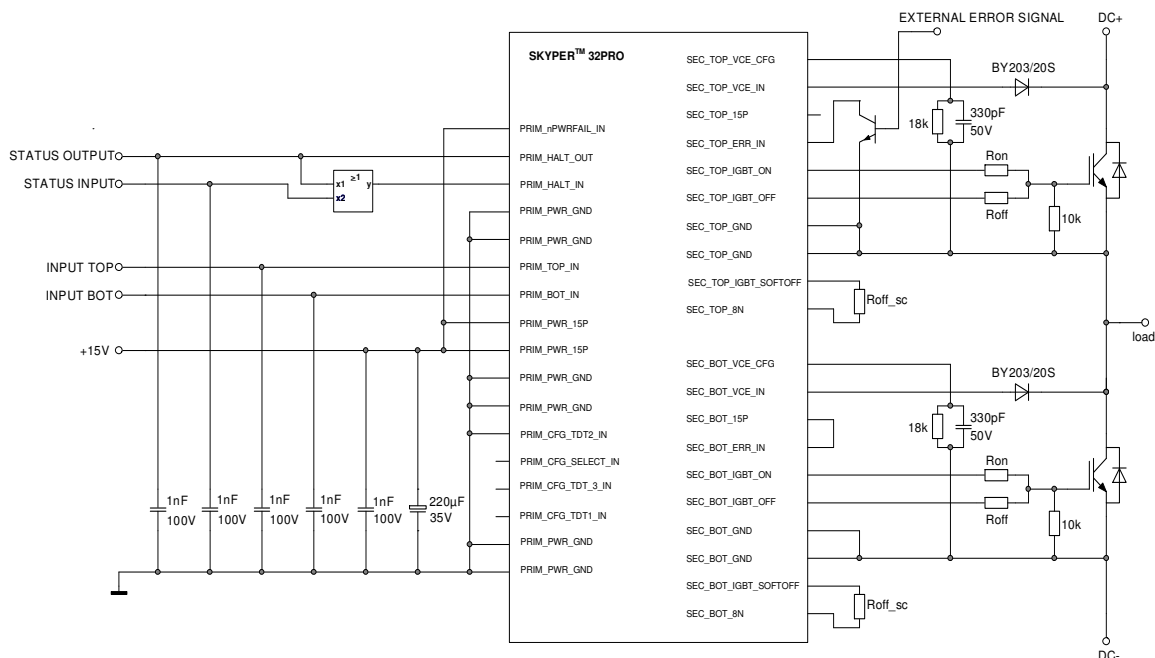 EXTERNAL ERROR SIGNAL
DC+
SKYPER™ 32PRO
STATUS OUTPUT
STATUS INPUT
INPUT TOP
INPUT BOT
+15V
≥1
x1
y
x2
1nF
100V
1nF
100V
1nF
100V
1nF
100V
1nF
100V
220µF
35V
PRIM_nPWRFAIL_IN
PRIM_HALT_OUT
PRIM_HALT_IN
PRIM_PWR_GND
PRIM_PWR_GND
PRIM_TOP_IN
PRIM_BOT_IN
PRIM_PWR_15P
PRIM_PWR_15P
PRIM_PWR_GND
PRIM_PWR_GND
PRIM_CFG_TDT2_IN
PRIM_CFG_SELECT_IN
PRIM_CFG_TDT_3_IN
PRIM_CFG_TDT1_IN
PRIM_PWR_GND
PRIM_PWR_GND
SEC_TOP_VCE_CFG
SEC_TOP_VCE_IN
SEC_TOP_15P
SEC_TOP_ERR_IN
SEC_TOP_IGBT_ON
SEC_TOP_IGBT_OFF
SEC_TOP_GND
SEC_TOP_GND
SEC_TOP_IGBT_SOFTOFF
SEC_TOP_8N
SEC_BOT_VCE_CFG
SEC_BOT_VCE_IN
SEC_BOT_15P
SEC_BOT_ERR_IN
SEC_BOT_IGBT_ON
SEC_BOT_IGBT_OFF
SEC_BOT_GND
SEC_BOT_GND
SEC_BOT_IGBT_SOFTOFF
SEC_BOT_8N
BY203/20S
18k
330pF
50V
Ron
Roff
10k
Roff_sc
load
BY203/20S
18k
330pF
50V
Ron
Roff
10k
Roff_sc
DC-